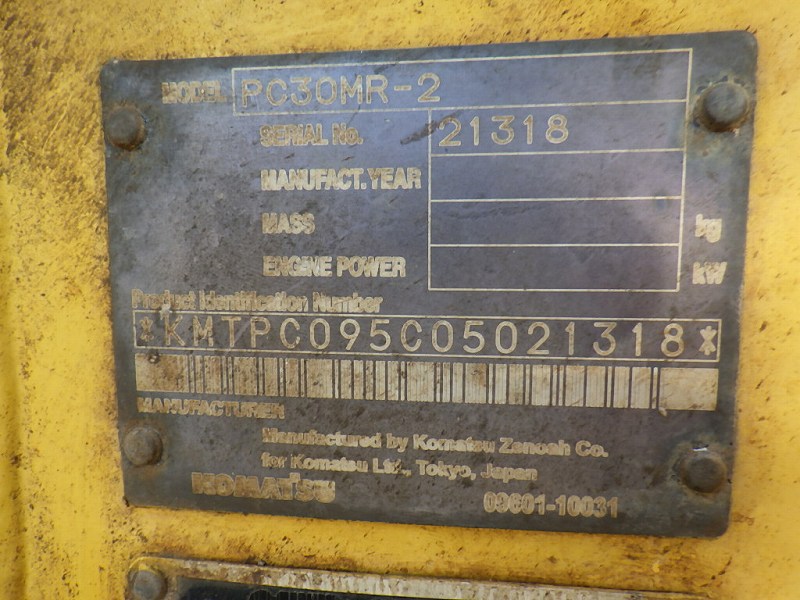 MODEL PC30MR-2
SERIAL No. 21318
MANUFACT. YEAR
MASS kg
ENGINE POWER kW
Product Identification Number
*KMTPC095C05021318*
MANUFACTURER
Manufactured by Komatsu Zenoah Co.
for Komatsu Ltd., Tokyo, Japan
KOMATSU 09601-10031